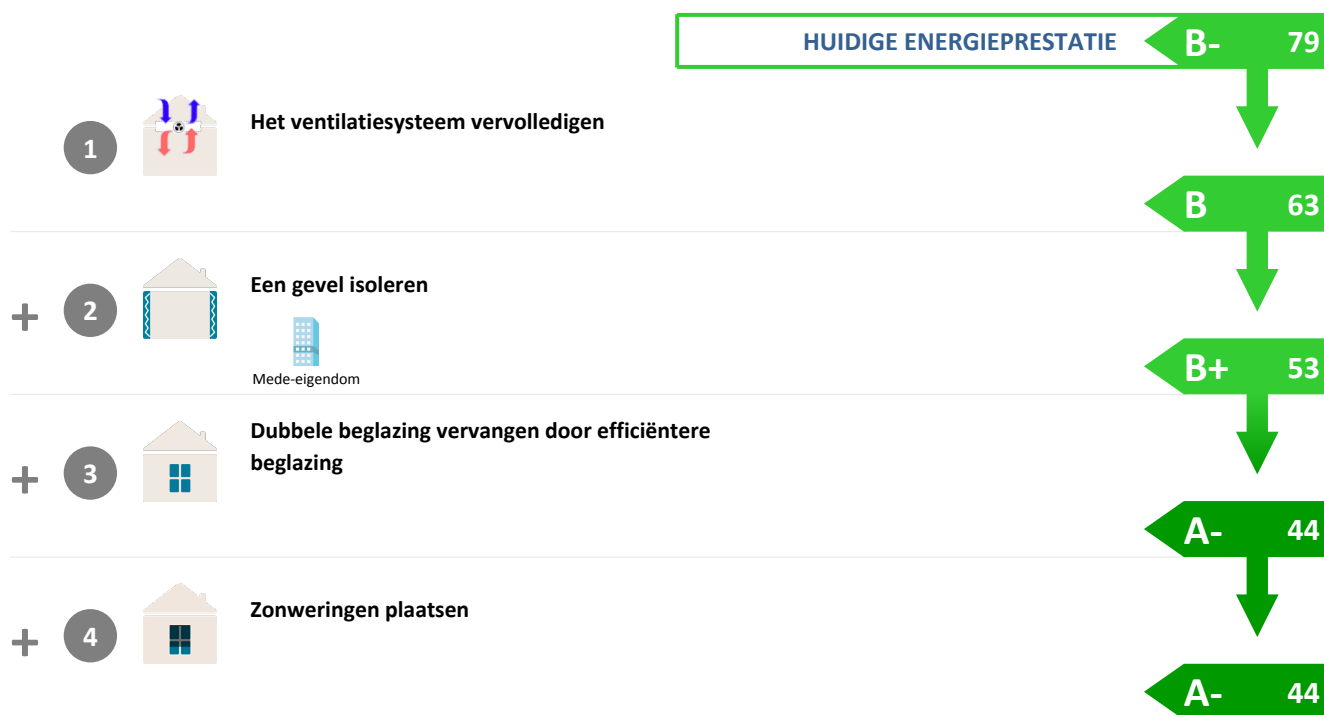 HUIDIGE ENERGIEPRESTATIE B- 79
1 Het ventilatiesysteem vervolledigen
B 63
+ 2 Een gevel isoleren
Mede-eigendom
B+ 53
+ 3 Dubbele beglazing vervangen door efficiëntere
beglazing
A- 44
+ 4 Zonweringen plaatsen
A- 44